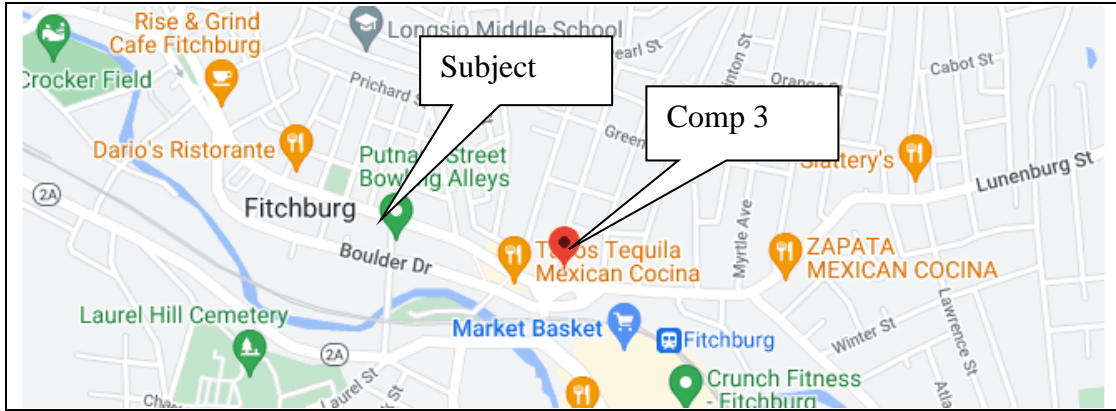 Rise & Grind
Cafe Fitchburg
Longsjo Middle School
Subject
Pearl St
Cabot St
Crocker Field
Prichard
Orange St
Comp 3
Green
Dario's Ristorante
Putnam Street
Bowling Alleys
Slattery's
Lunenburg St
2A
Fitchburg
Boulder Dr
Tacos Tequila
Mexican Cocina
Myrtle Ave
ZAPATA
MEXICAN COCINA
Laurel Hill Cemetery
Market Basket
Fitchburg
Winter St
Lawrence St
2A
Laurel St
Crunch Fitness
- Fitchburg